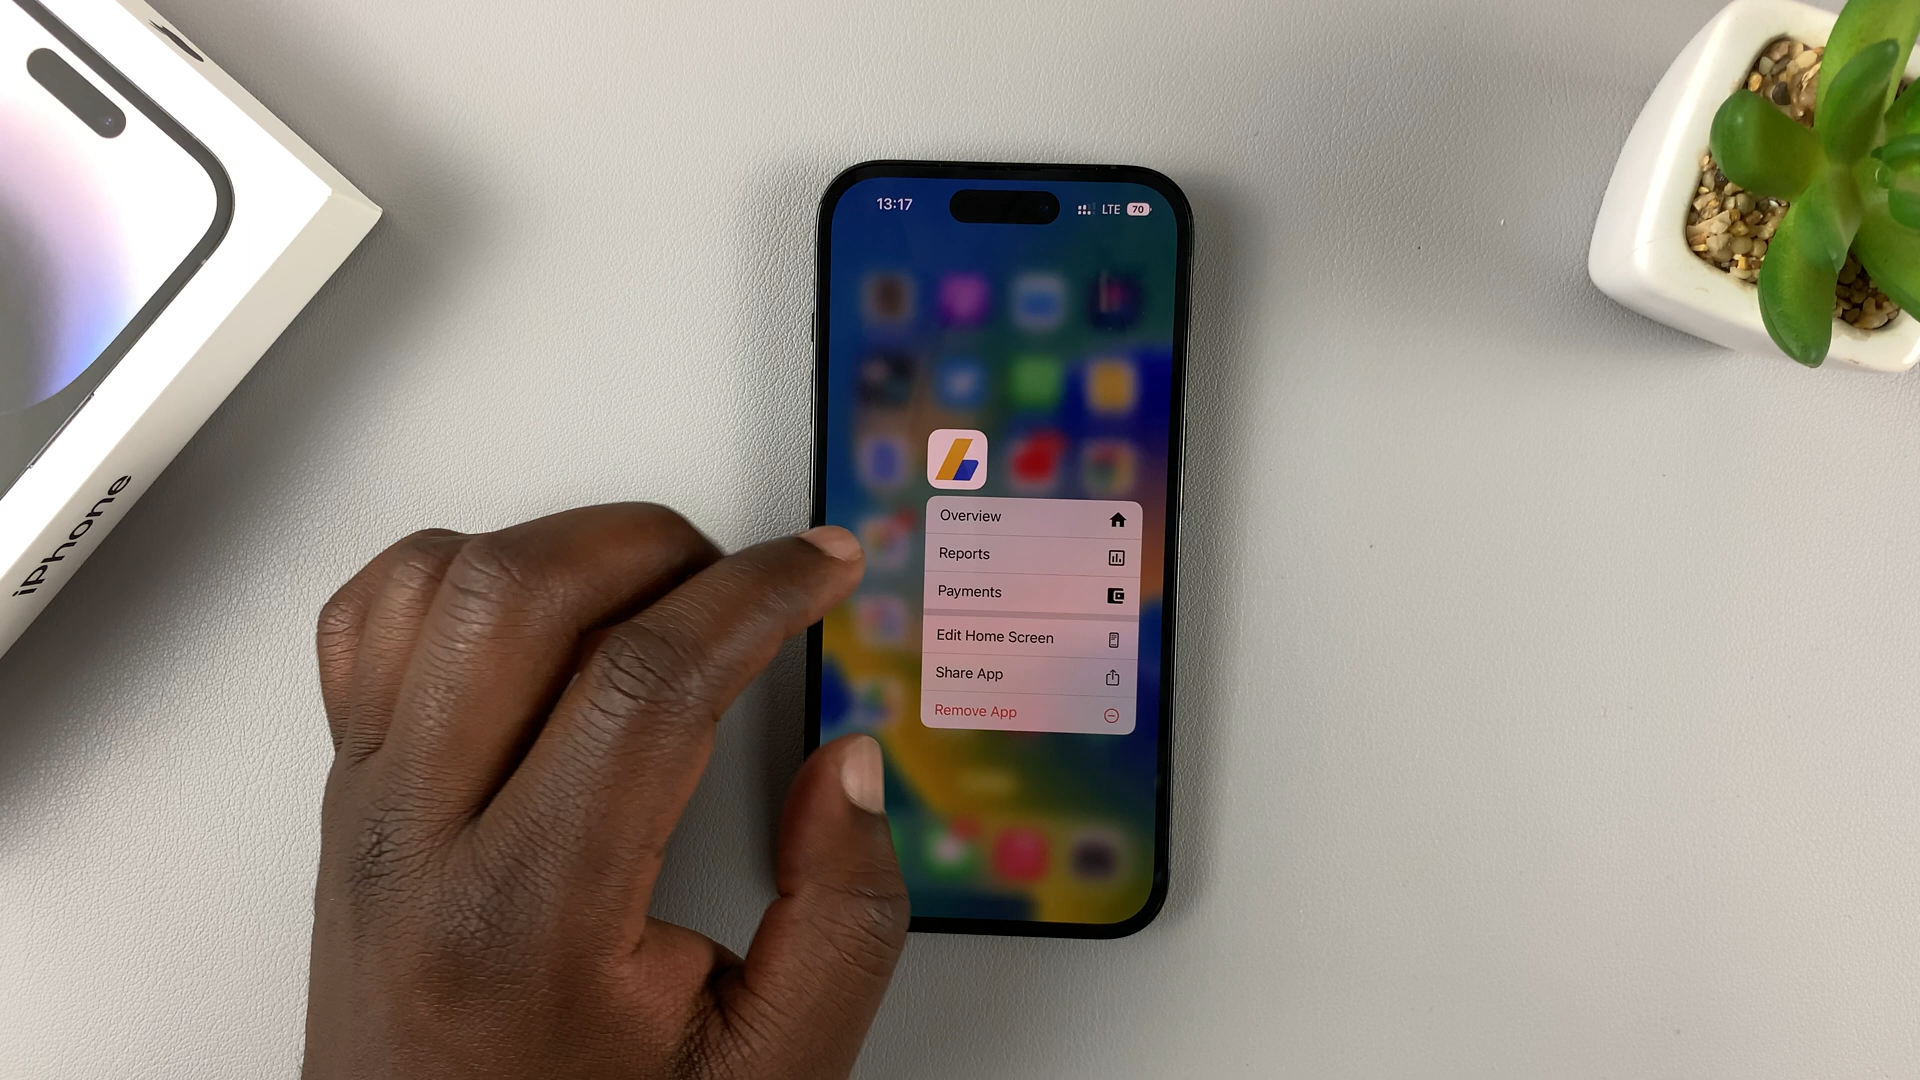 iPhone
13:17
LTE 70
Overview
Reports
Payments
Edit Home Screen
Share App
Remove App